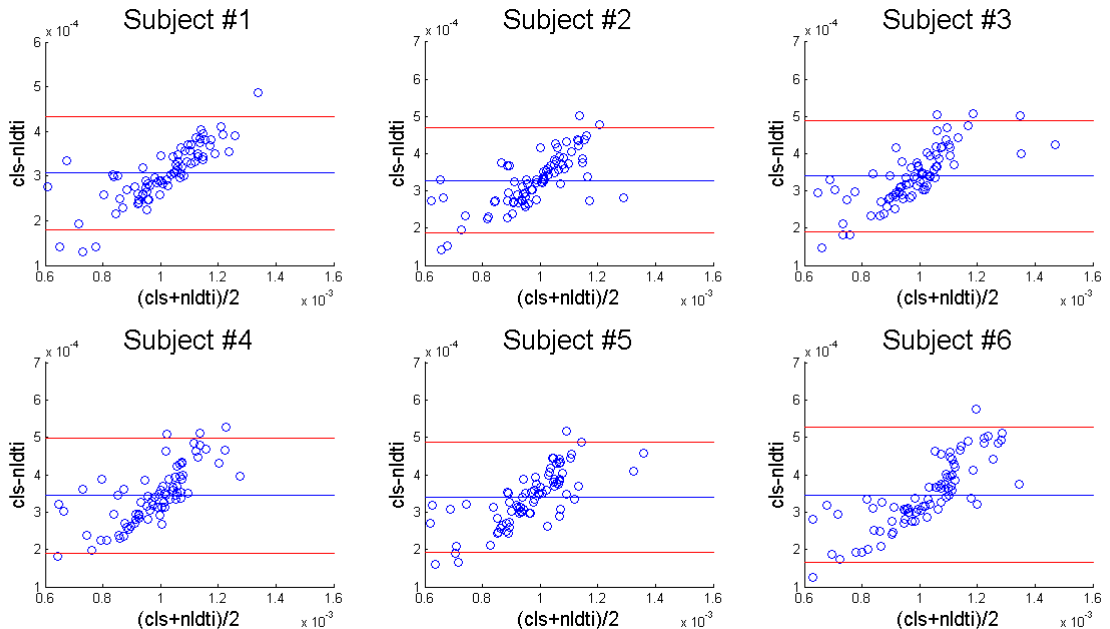 Subject #1
x 10⁻⁴
6
5
4
3
2
1
cls-nldti
0.6 0.8 1 1.2 1.4 1.6
(cls+nldti)/2
x 10⁻³
Subject #2
x 10⁻⁴
7
6
5
4
3
2
1
cls-nldti
0.6 0.8 1 1.2 1.4 1.6
(cls+nldti)/2
x 10⁻³
Subject #3
x 10⁻⁴
7
6
5
4
3
2
1
cls-nldti
0.6 0.8 1 1.2 1.4 1.6
(cls+nldti)/2
x 10⁻³
Subject #4
x 10⁻⁴
7
6
5
4
3
2
1
cls-nldti
0.6 0.8 1 1.2 1.4 1.6
(cls+nldti)/2
x 10⁻³
Subject #5
x 10⁻⁴
7
6
5
4
3
2
1
cls-nldti
0.6 0.8 1 1.2 1.4 1.6
(cls+nldti)/2
x 10⁻³
Subject #6
x 10⁻⁴
7
6
5
4
3
2
1
cls-nldti
0.6 0.8 1 1.2 1.4 1.6
(cls+nldti)/2
x 10⁻³